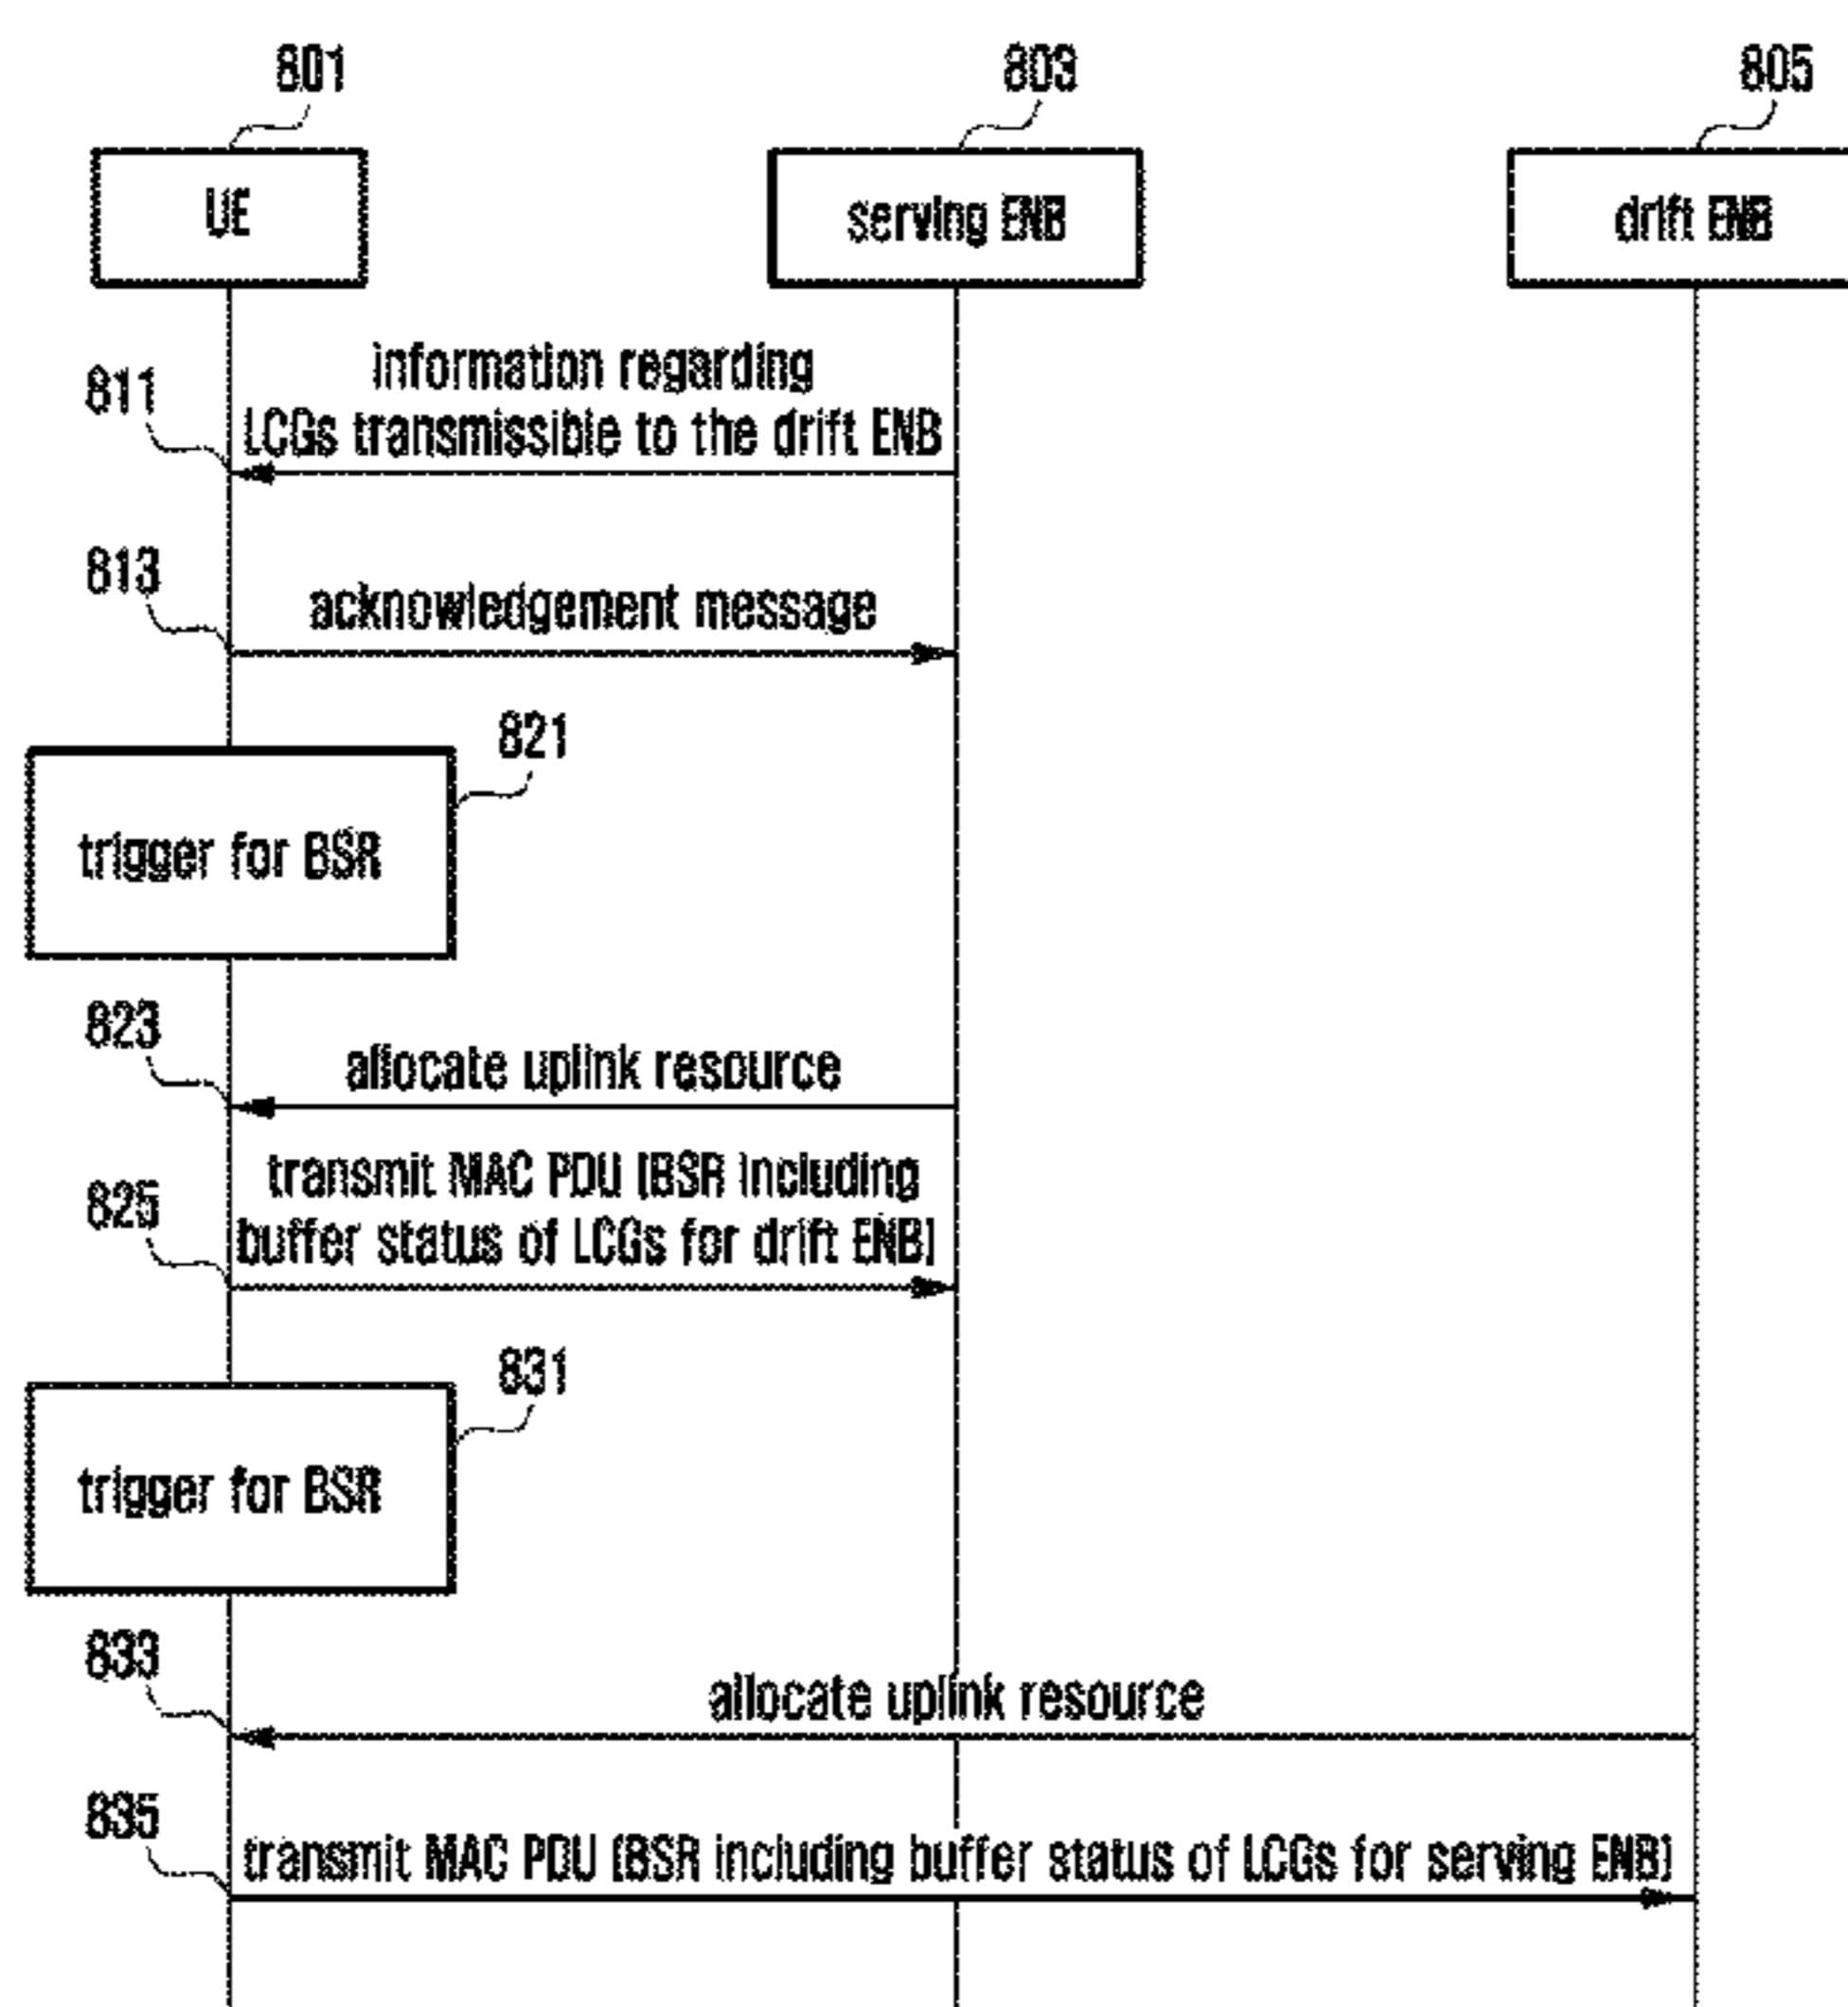 801
803
805
UE
serving ENB
drift ENB
811
information regarding
LCGs transmissible to the drift ENB
813
acknowledgement message
821
trigger for BSR
823
allocate uplink resource
825
transmit MAC PDU (BSR including
buffer status of LCGs for drift ENB)
831
trigger for BSR
833
allocate uplink resource
835
transmit MAC PDU (BSR including buffer status of LCGs for serving ENB)